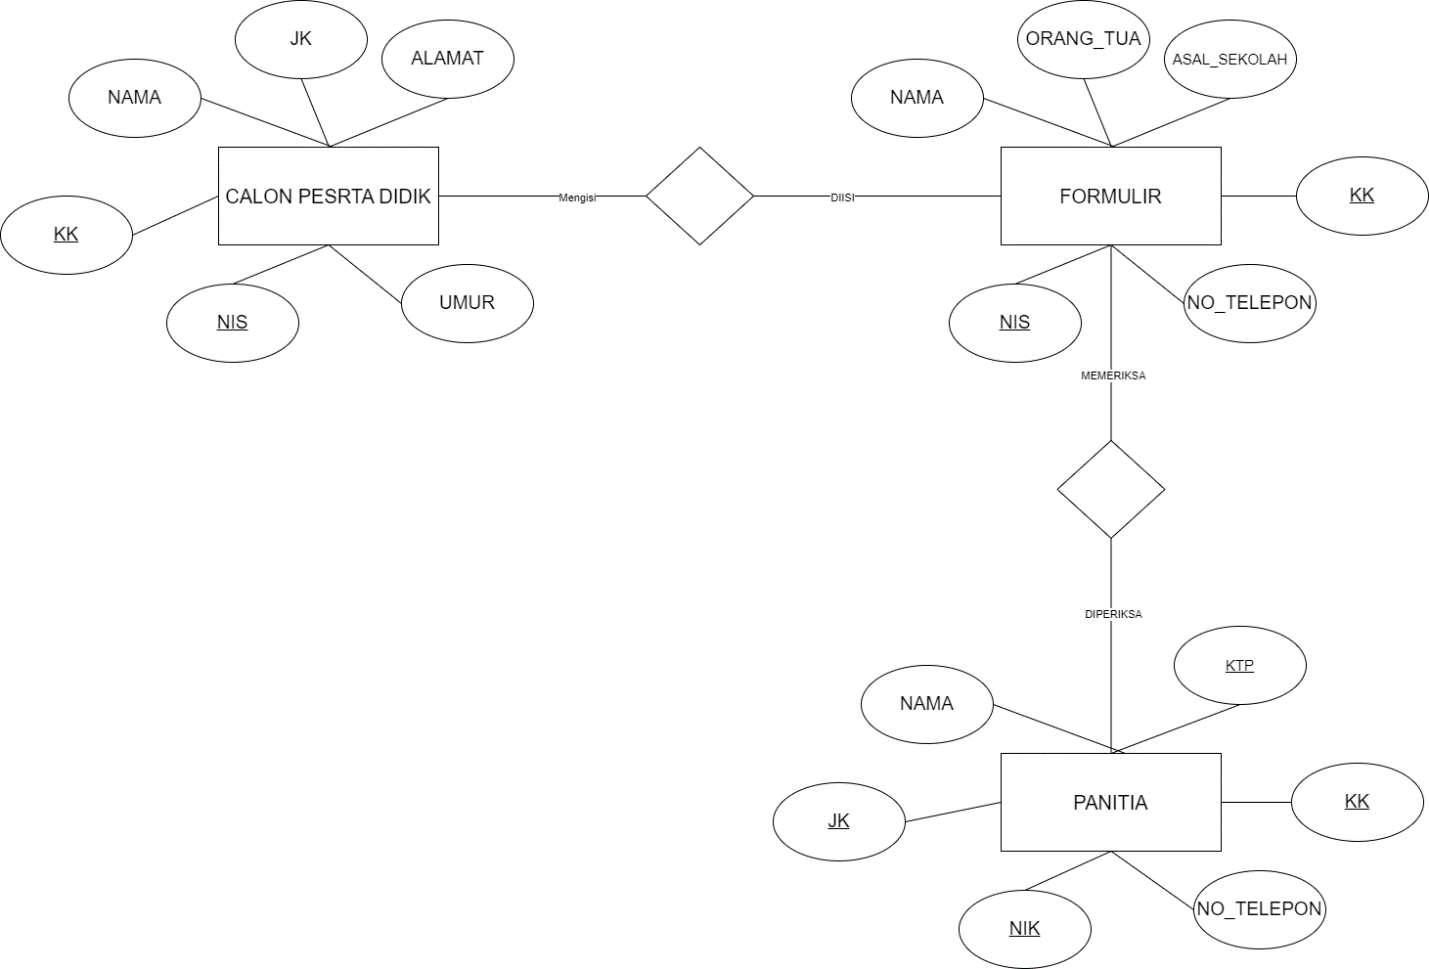 JK
ALAMAT
NAMA
CALON PESRTA DIDIK
KK
NIS
UMUR
Mengisi
DIISI
ORANG_TUA
ASAL_SEKOLAH
NAMA
FORMULIR
KK
NIS
NO_TELEPON
MEMERIKSA
DIPERIKSA
KTP
NAMA
PANITIA
KK
JK
NO_TELEPON
NIK